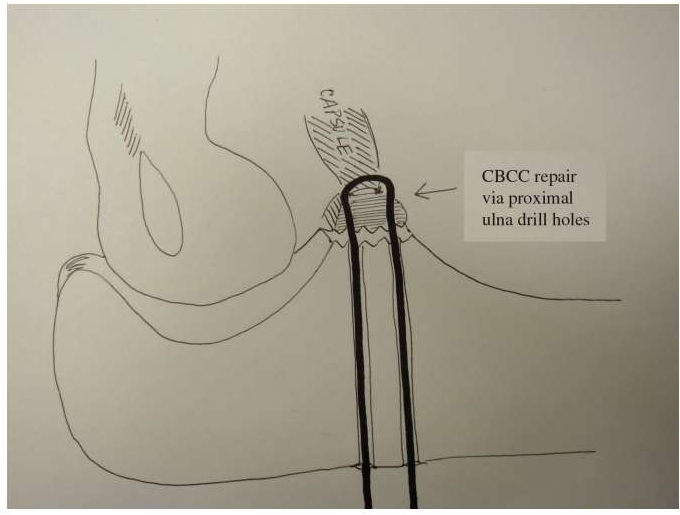 CAPSULE
CBCC repair
via proximal
ulna drill holes